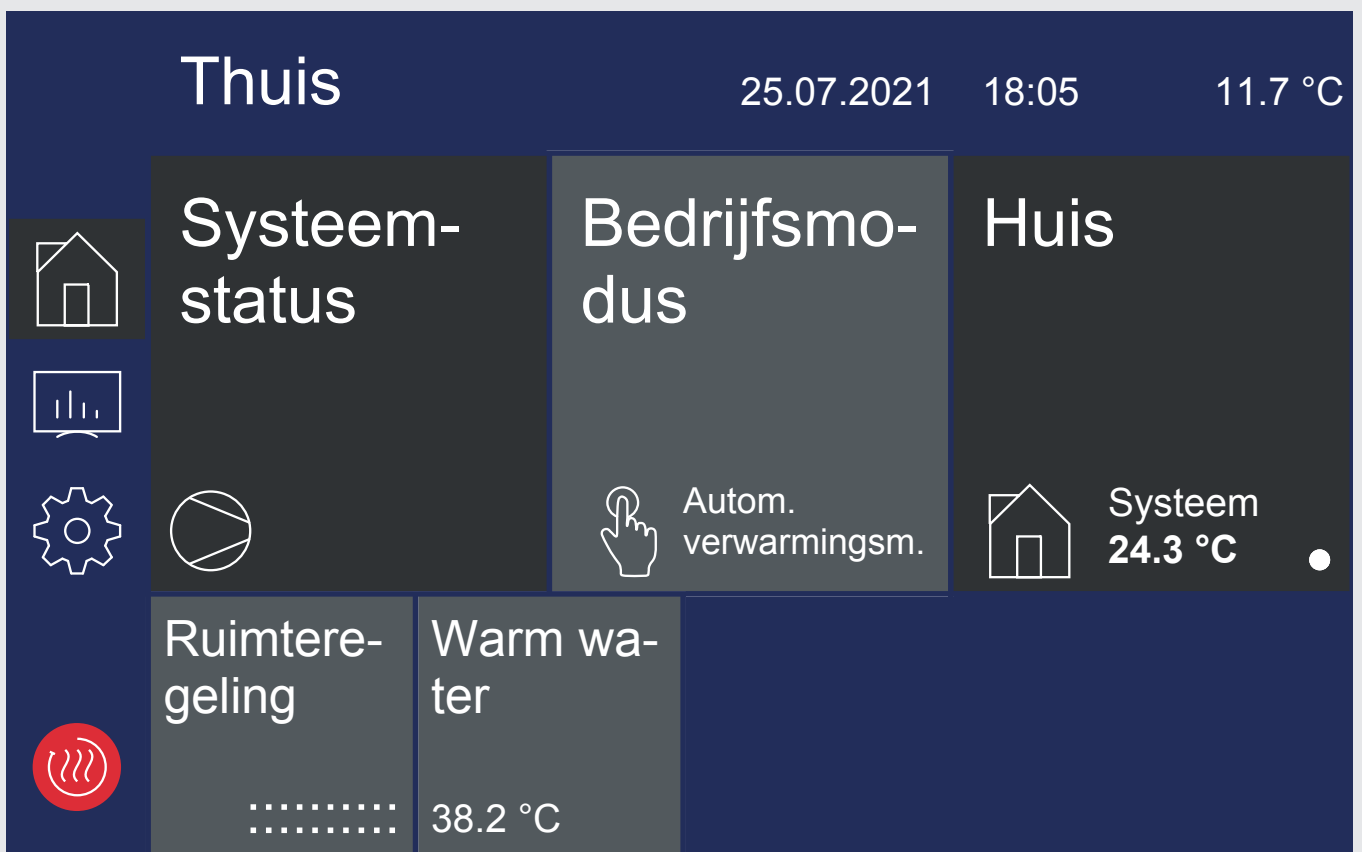 Thuis
25.07.2021 18:05 11.7 °C
Systeem-
status
Bedrijfsmo-
dus
Autom.
verwarmingsm.
Huis
Systeem
24.3 °C
Ruimtere-
geling
Warm wa-
ter
38.2 °C